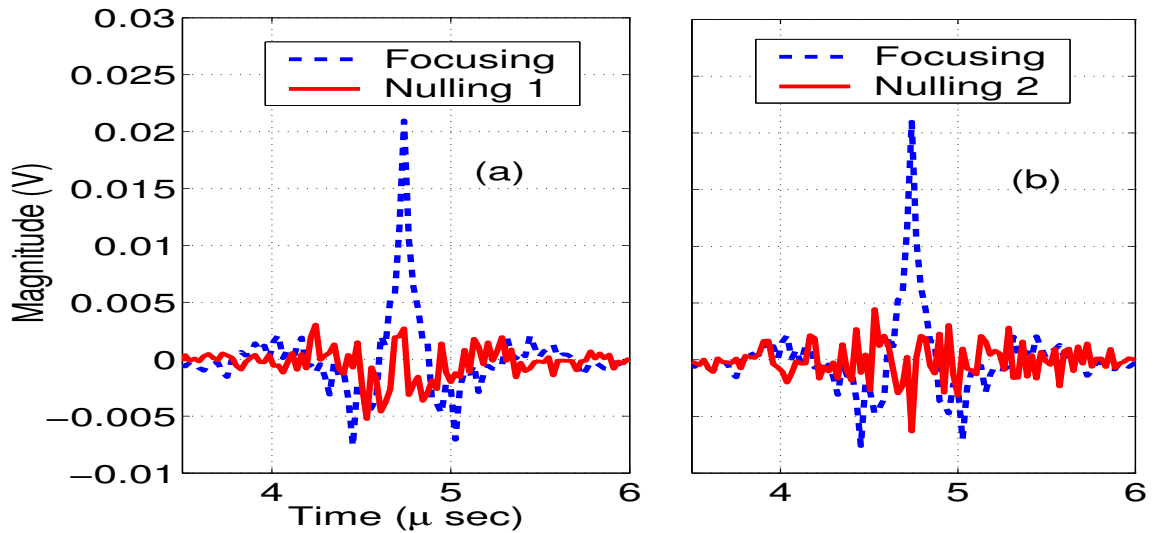 0.03
0.025
0.02
0.015
0.01
0.005
0
−0.005
−0.01
Magnitude (V)
Focusing
Nulling 1
(a)
4 5 6
Time (μ sec)
Focusing
Nulling 2
(b)
4 5 6